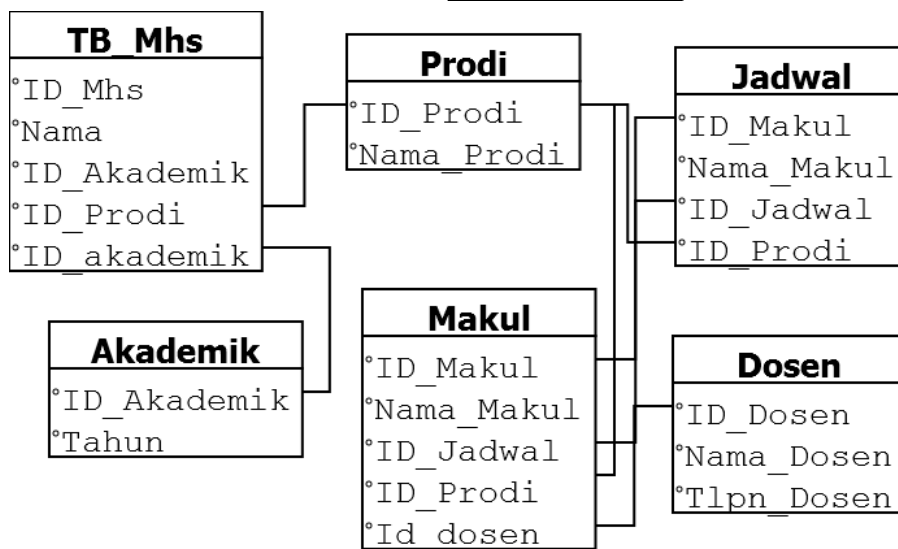 TB_Mhs
°ID_Mhs
°Nama
°ID_Akademik
°ID_Prodi
°ID_akademik
Prodi
°ID_Prodi
°Nama_Prodi
Jadwal
°ID_Makul
°Nama_Makul
°ID_Jadwal
°ID_Prodi
Akademik
°ID_Akademik
°Tahun
Makul
°ID_Makul
°Nama_Makul
°ID_Jadwal
°ID_Prodi
°Id_dosen
Dosen
°ID_Dosen
°Nama_Dosen
°Tlpn_Dosen